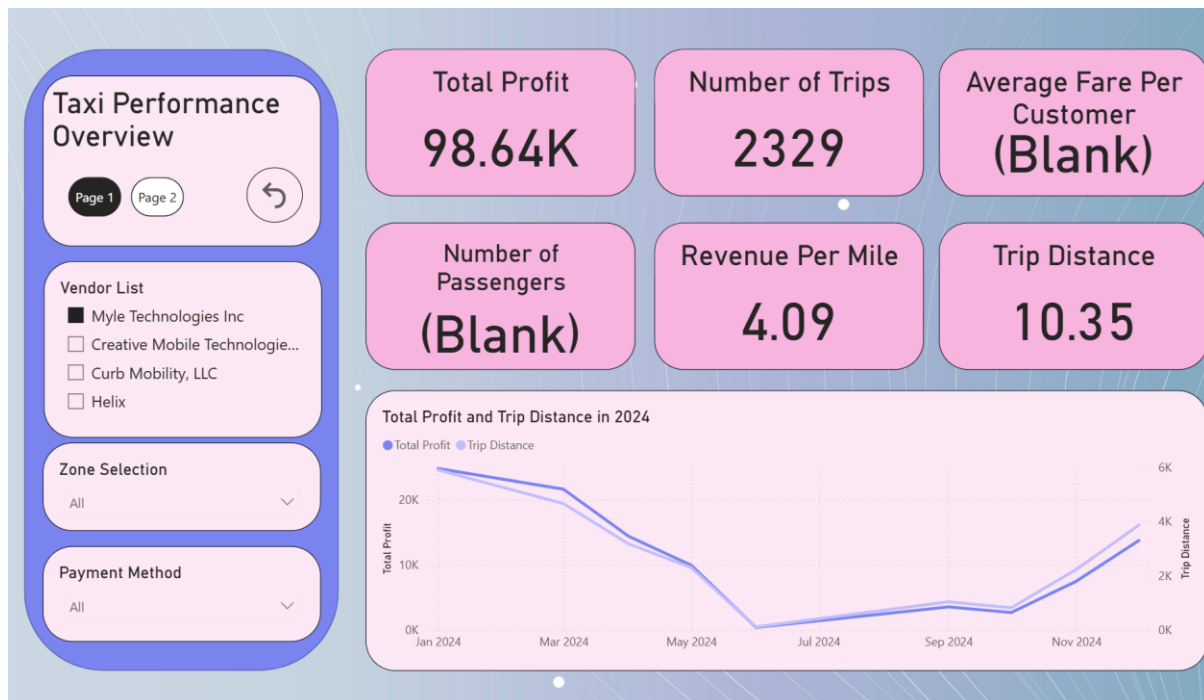 Taxi Performance
Overview
Page 1
Page 2
Vendor List
Myle Technologies Inc
Creative Mobile Technologie...
Curb Mobility, LLC
Helix
Zone Selection
All
Payment Method
All
Total Profit
98.64K
Number of Trips
2329
Average Fare Per
Customer
(Blank)
Number of
Passengers
(Blank)
Revenue Per Mile
4.09
Trip Distance
10.35
Total Profit and Trip Distance in 2024
Total Profit
Trip Distance
20K
10K
0K
Total Profit
6K
4K
2K
0K
Trip Distance
Jan 2024
Mar 2024
May 2024
Jul 2024
Sep 2024
Nov 2024